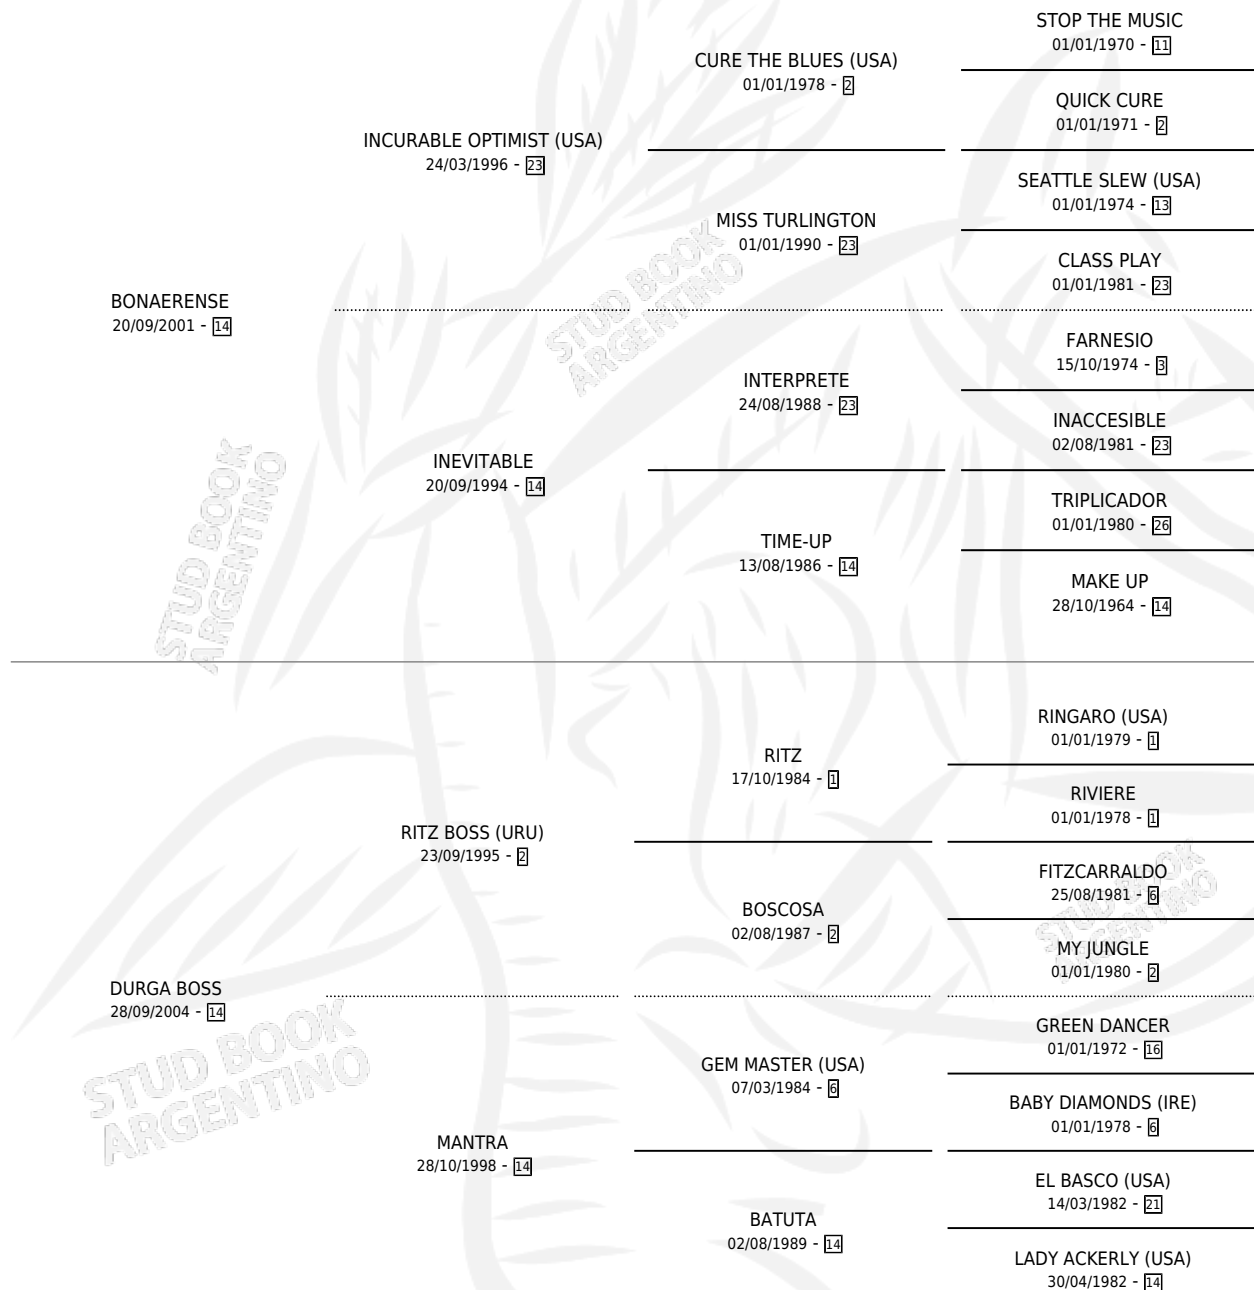 STOP THE MUSIC
01/01/1970 - 11
CURE THE BLUES (USA)
01/01/1978 - 2
QUICK CURE
01/01/1971 - 2
INCURABLE OPTIMIST (USA)
24/03/1996 - 23
SEATTLE SLEW (USA)
01/01/1974 - 13
MISS TURLINGTON
01/01/1990 - 23
CLASS PLAY
01/01/1981 - 23
BONAERENSE
20/09/2001 - 14
FARNESIO
15/10/1974 - 3
INTERPRETE
24/08/1988 - 23
INACCESIBLE
02/08/1981 - 23
INEVITABLE
20/09/1994 - 14
TRIPLICADOR
01/01/1980 - 26
TIME-UP
13/08/1986 - 14
MAKE UP
28/10/1964 - 14
RINGARO (USA)
01/01/1979 - 1
RITZ
17/10/1984 - 1
RIVIERE
01/01/1978 - 1
RITZ BOSS (URU)
23/09/1995 - 2
FITZCARRALDO
25/08/1981 - 6
BOSCOSA
02/08/1987 - 2
MY JUNGLE
01/01/1980 - 2
DURGA BOSS
28/09/2004 - 14
GREEN DANCER
01/01/1972 - 16
GEM MASTER (USA)
07/03/1984 - 6
BABY DIAMONDS (IRE)
01/01/1978 - 6
MANTRA
28/10/1998 - 14
EL BASCO (USA)
14/03/1982 - 21
BATUTA
02/08/1989 - 14
LADY ACKERLY (USA)
30/04/1982 - 14
STUD BOOK
ARGENTINO
STUD BOOK
ARGENTINO
STUD BOOK
ARGENTINO
STUD BOOK
ARGENTINO